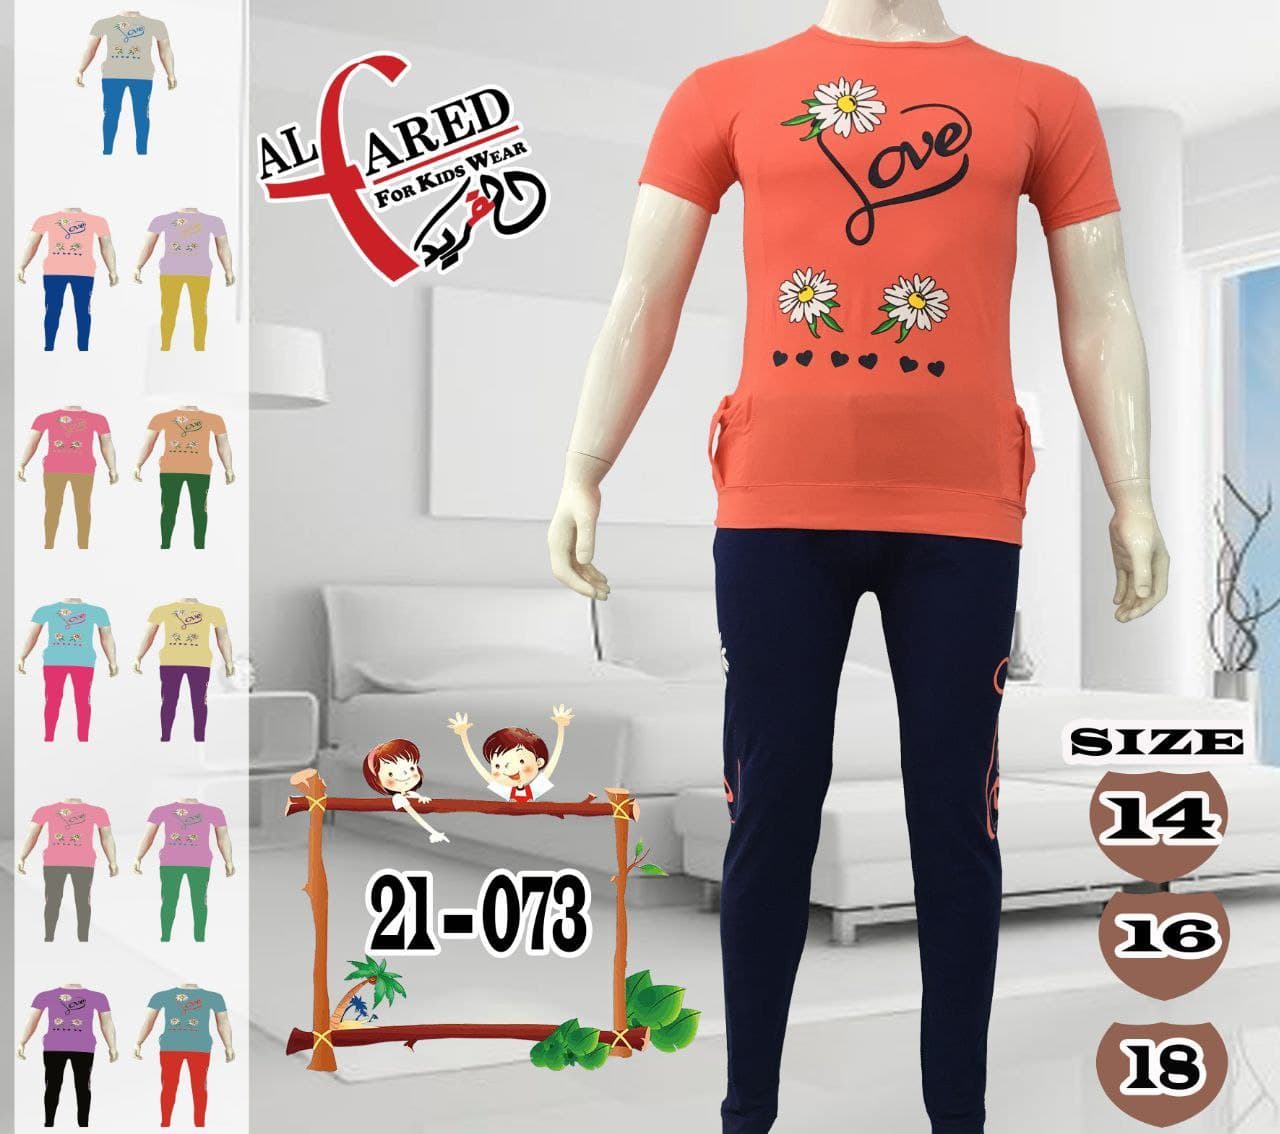 AL FARED
FOR KIDS WEAR
الفريد
Love
21-073
SIZE
14
16
18